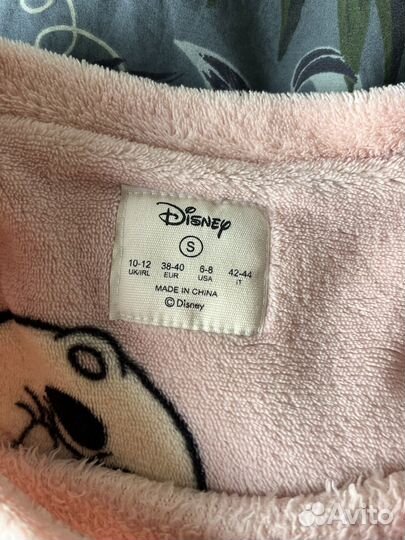 Disney
S
10-12 38-40 6-8 42-44
UK/IRL EUR USA IT
MADE IN CHINA
© Disney
Avito